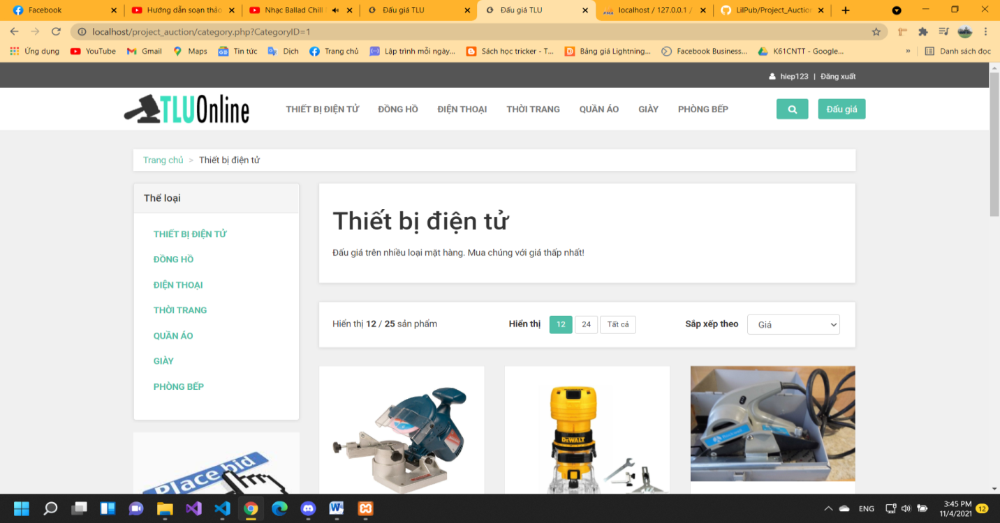 Facebook
Hướng dẫn soạn thảo
Nhạc Ballad Chill
Đấu giá TLU
Đấu giá TLU
localhost / 127.0.0.1 /
LilPub/Project_Auction
localhost/project_auction/category.php?CategoryID=1
Ứng dụng
YouTube
Gmail
Maps
Tin tức
Dịch
Trang chủ
Lập trình mỗi ngày...
Sách học tricker - T...
Bảng giá Lightning...
Facebook Business...
K61CNTT - Google...
»
Danh sách đọc
hiep123 | Đăng xuất
TLUOnline
THIẾT BỊ ĐIỆN TỬ
ĐỒNG HỒ
ĐIỆN THOẠI
THỜI TRANG
QUẦN ÁO
GIÀY
PHÒNG BẾP
Đấu giá
Trang chủ > Thiết bị điện tử
Thể loại
THIẾT BỊ ĐIỆN TỬ
ĐỒNG HỒ
ĐIỆN THOẠI
THỜI TRANG
QUẦN ÁO
GIÀY
PHÒNG BẾP
Thiết bị điện tử
Đấu giá trên nhiều loại mặt hàng. Mua chúng với giá thấp nhất!
Hiển thị 12 / 25 sản phẩm
Hiển thị 12 24 Tất cả
Sắp xếp theo Giá
Place bid
DEWALT
Rockwell
ENG
3:45 PM
11/4/2021
12